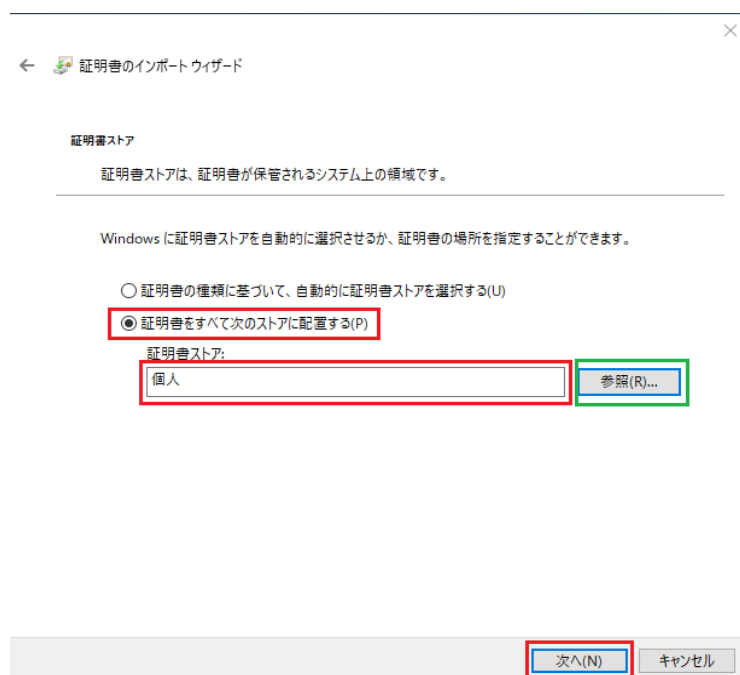 証明書のインポート ウィザード
証明書ストア
証明書ストアは、証明書が保管されるシステム上の領域です。
Windows に証明書ストアを自動的に選択させるか、証明書の場所を指定することができます。
証明書の種類に基づいて、自動的に証明書ストアを選択する(U)
証明書をすべて次のストアに配置する(P)
証明書ストア:
個人
参照(R)...
次へ(N)
キャンセル